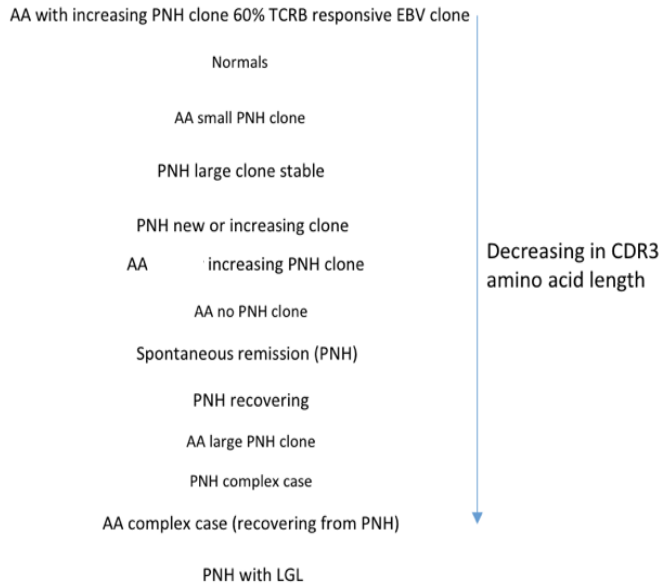 AA with increasing PNH clone 60% TCRB responsive EBV clone
Normals
AA small PNH clone
PNH large clone stable
PNH new or increasing clone
AA increasing PNH clone
AA no PNH clone
Spontaneous remission (PNH)
PNH recovering
AA large PNH clone
PNH complex case
AA complex case (recovering from PNH)
PNH with LGL
Decreasing in CDR3
amino acid length